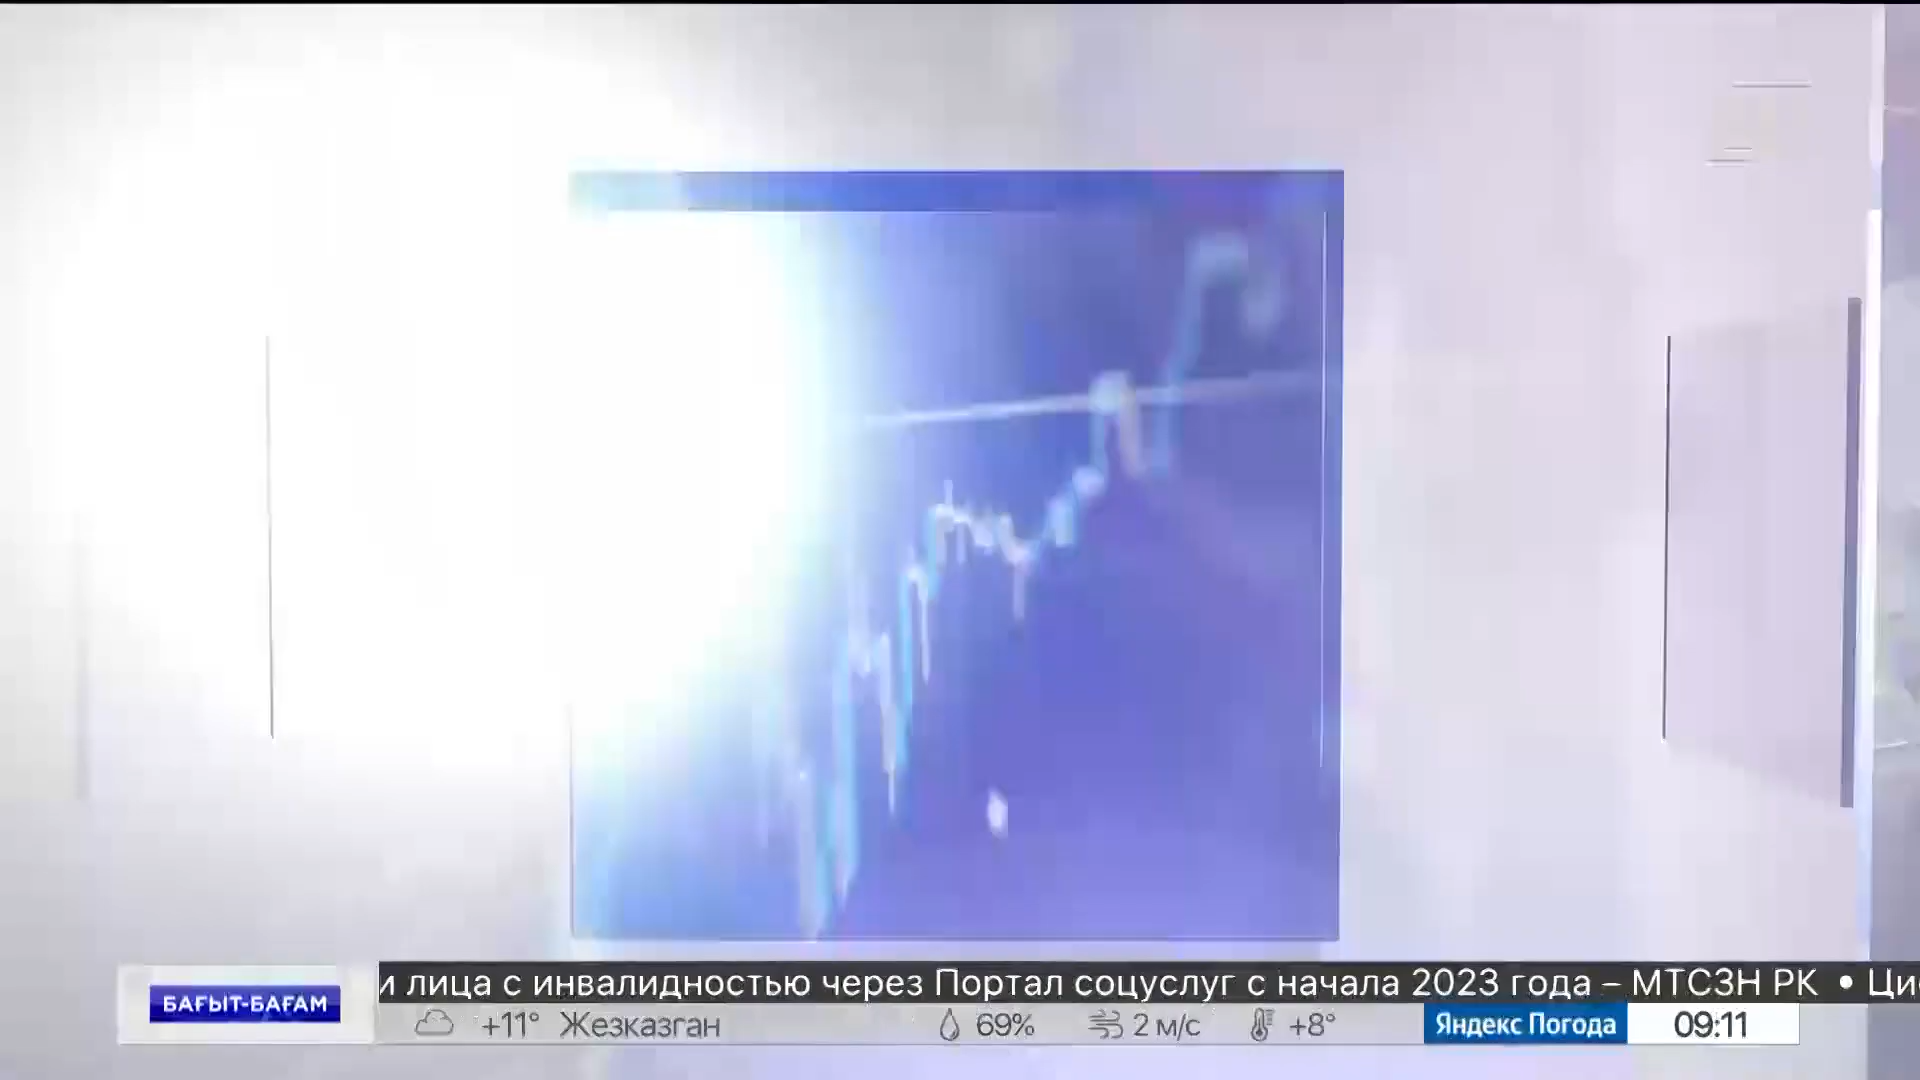 и лица с инвалидностью через Портал соцуслуг с начала 2023 года – МТСЗН РК •
БАҒЫТ-БАҒАМ
+11° Жезказган 69% 2 м/с +8° Яндекс Погода 09:11